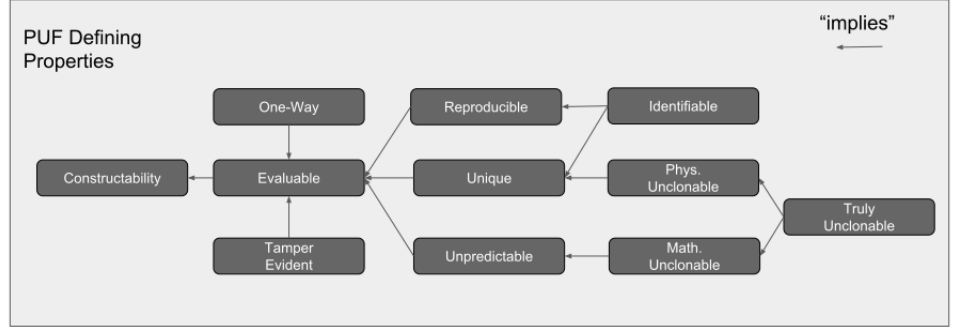 PUF Defining
Properties
“implies”
One-Way
Reproducible
Identifiable
Constructability
Evaluable
Unique
Phys.
Unclonable
Truly
Unclonable
Tamper
Evident
Unpredictable
Math.
Unclonable